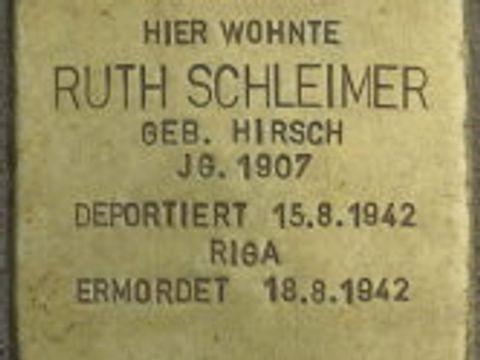 HIER WOHNTE
RUTH SCHLEIMER
GEB. HIRSCH
JG. 1907
DEPORTIERT 15.8.1942
RIGA
ERMORDET 18.8.1942